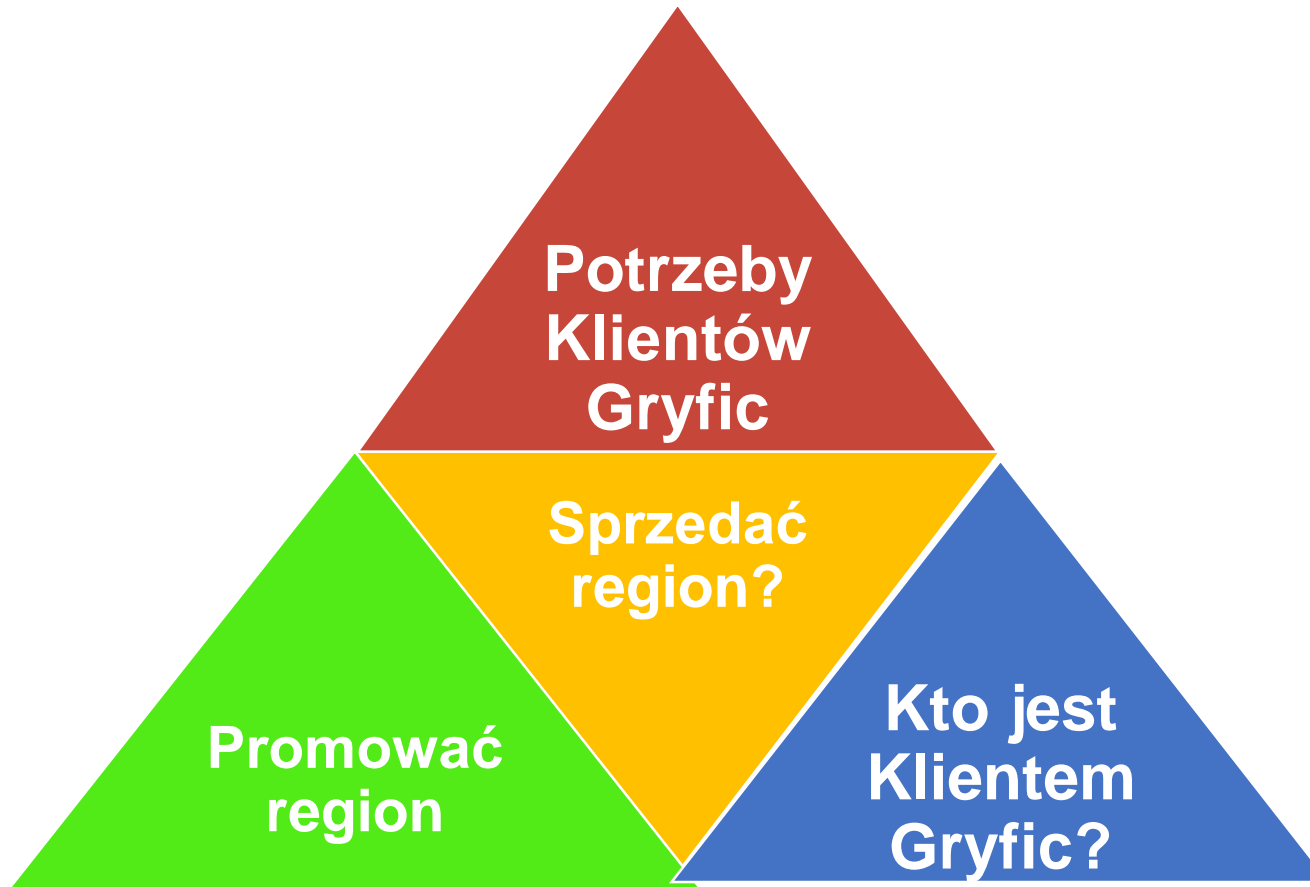 Potrzeby
Klientów
Gryfic
Sprzedać
region?
Promować
region
Kto jest
Klientem
Gryfic?